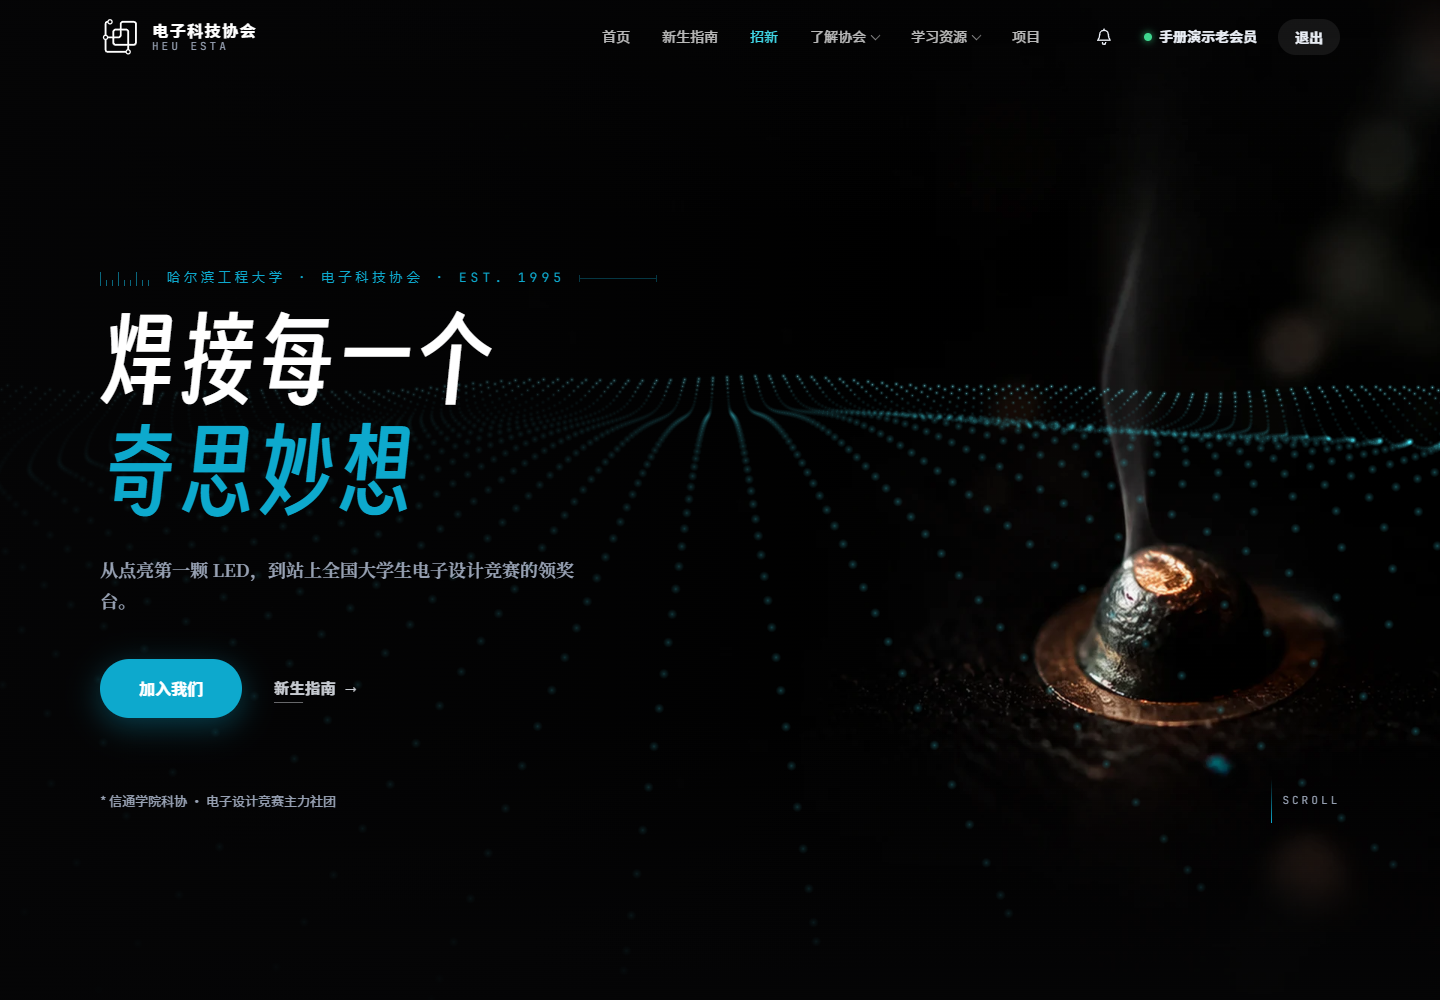 电子科技协会
HEU ESTA
首页 新生指南 招新 了解协会 学习资源 项目 手册演示老会员 退出
哈尔滨工程大学 · 电子科技协会 · EST. 1995
焊接每一个
奇思妙想
从点亮第一颗 LED，到站上全国大学生电子设计竞赛的领奖
台。
加入我们 新生指南 →
* 信通学院科协 · 电子设计竞赛主力社团
SCROLL